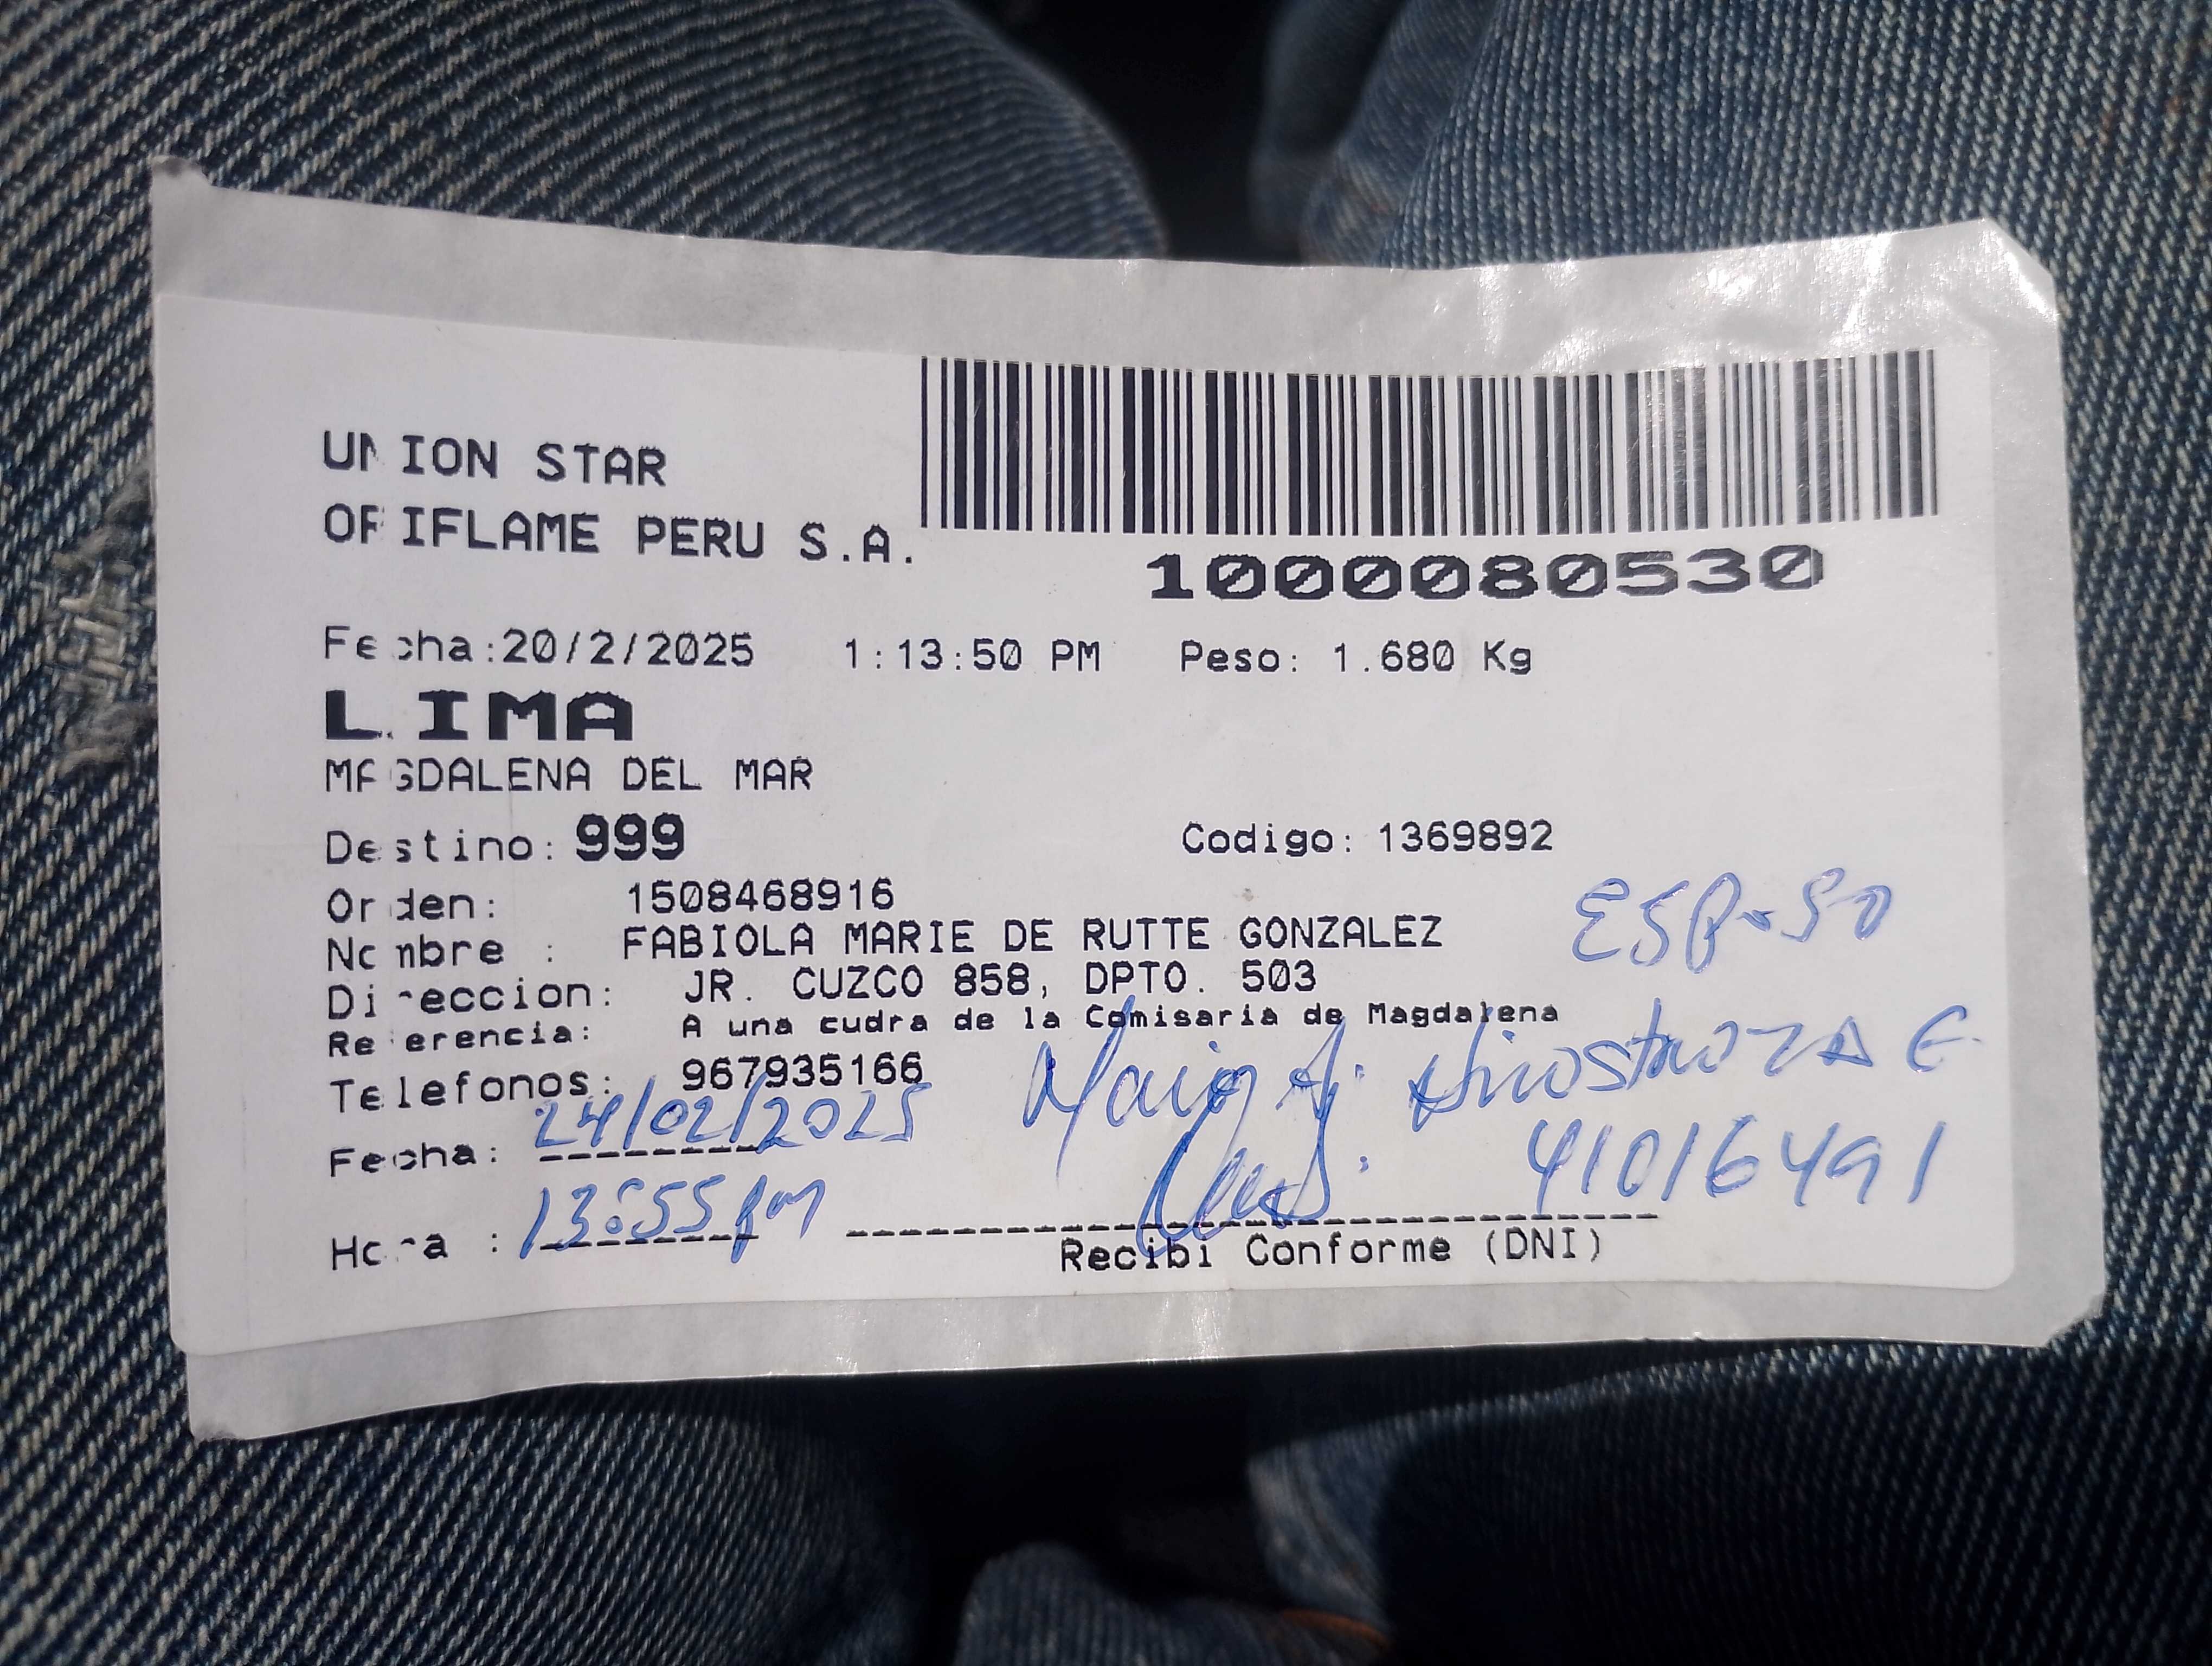 UNION STAR
ORIFLAME PERU S.A.
1000080530
Fecha:20/2/2025 1:13:50 PM Peso: 1.680 Kg
LIMA
MAGDALENA DEL MAR
Destino: 999 Codigo: 1369892
Orden: 1508468916
Nombre : FABIOLA MARIE DE RUTTE GONZALEZ
ESPOSO
Direccion: JR. CUZCO 858, DPTO. 503
Referencia: A una cudra de la Comisaria de Magdalena
Telefonos: 967935166
Hinostroza E.
Fecha: 24/02/2025
41016491
Hora : 13:55 pm
Recibi Conforme (DNI)